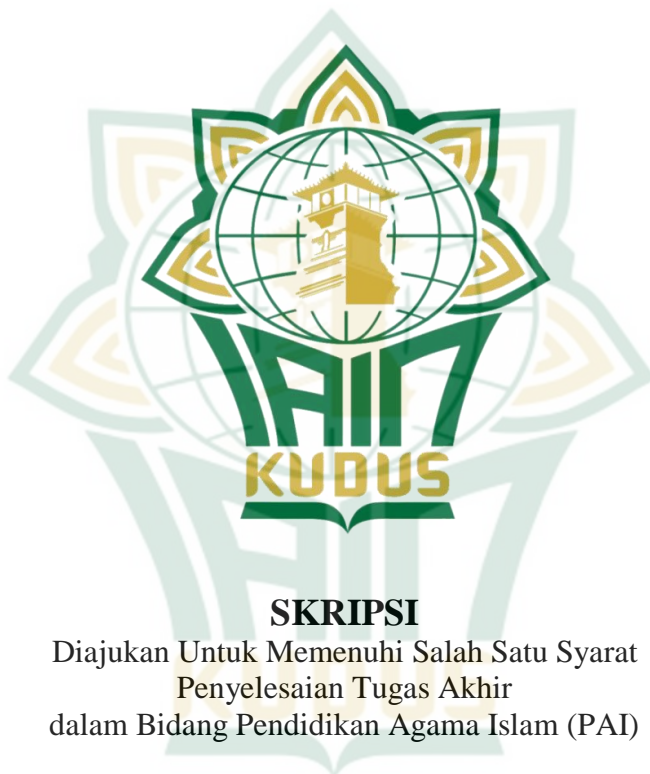 IAIN
KUDUS
SKRIPSI
Diajukan Untuk Memenuhi Salah Satu Syarat
Penyelesaian Tugas Akhir
dalam Bidang Pendidikan Agama Islam (PAI)